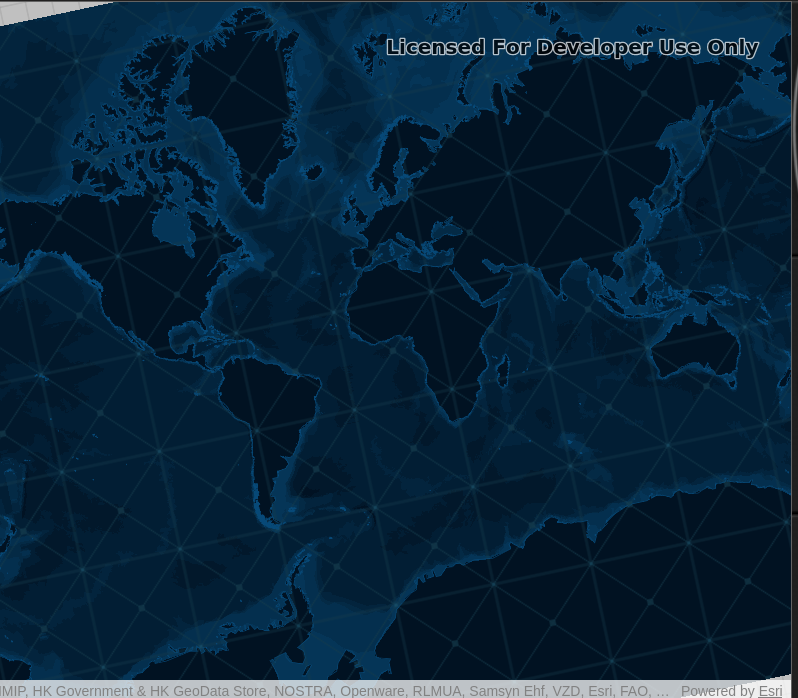 Licensed For Developer Use Only
IMIP, HK Government & HK GeoData Store, NOSTRA, Openware, RLMUA, Samsyn Ehf, VZD, Esri, FAO, ... Powered by Esri